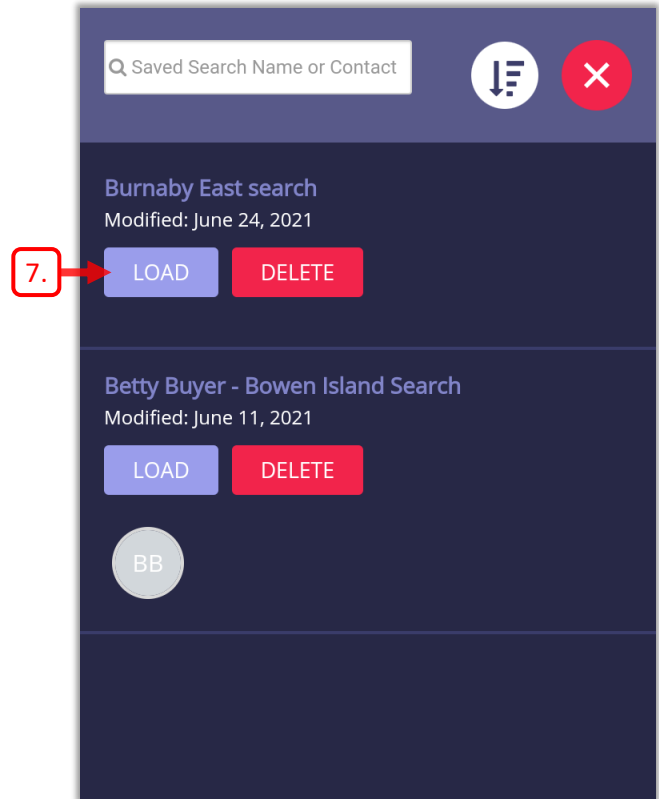 Saved Search Name or Contact
Burnaby East search
Modified: June 24, 2021
7.
LOAD
DELETE
Betty Buyer - Bowen Island Search
Modified: June 11, 2021
LOAD
DELETE
BB